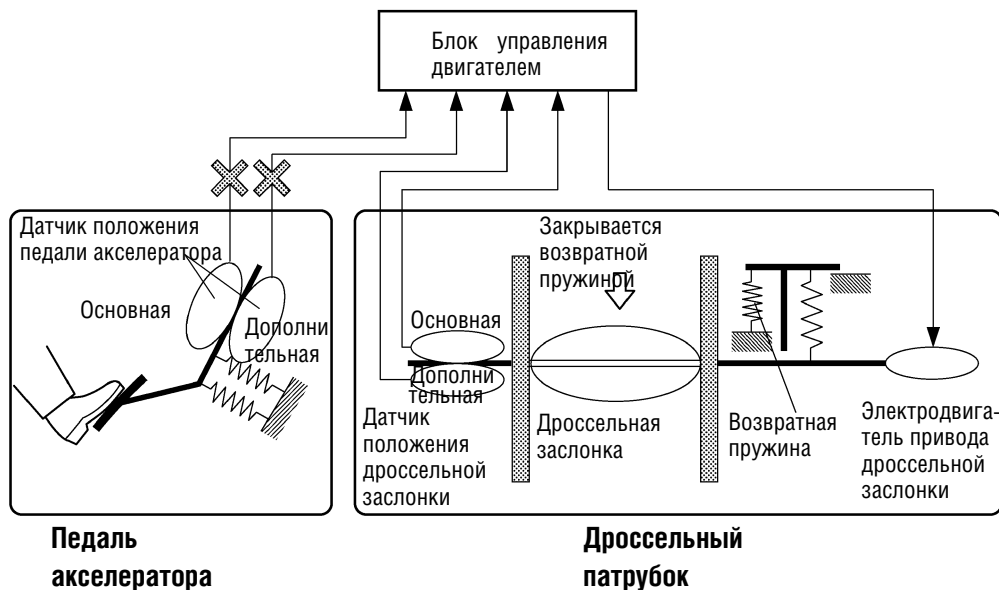 Блок управления
двигателем
Датчик положения
педали акселератора
Основная
Дополни
тельная
Закрывается
возвратной
пружиной
Основная
Дополни
тельная
Датчик
положения
дроссельной
заслонки
Дроссельная
заслонка
Возвратная
пружина
Электродвига-
тель привода
дроссельной
заслонки
Педаль
акселератора
Дроссельный
патрубок